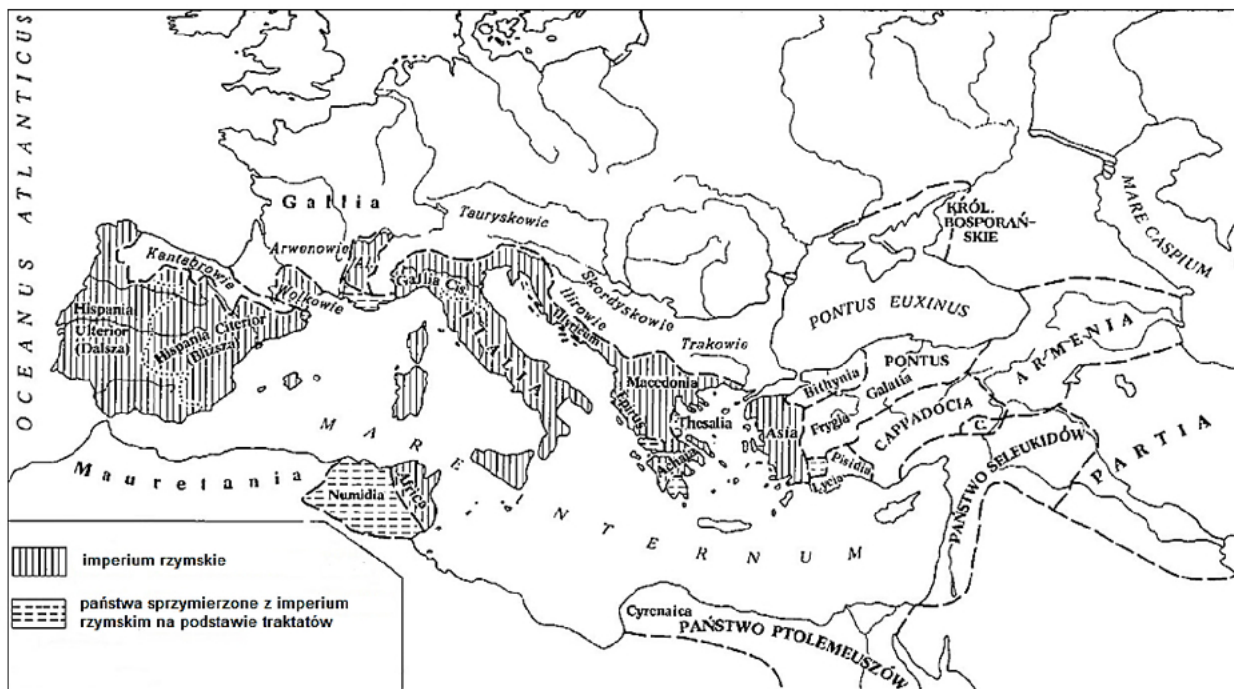 OCEANUS ATLANTICUS
Gallia
Tauryskowie
Arwenowie
Kantabrowie
Wolkowie
Al.
Gallia Cis.
ITALIA
Hispania
Ulterior
(Dalsza)
Hispania Citerior
(Bliższa)
Illyricum
Ilirowie
Skordyskowie
Trakowie
Macedonia
Epirus
Thesalia
Achaia
KRÓL.
BOSPORAŃ-
SKIE
MARE CASPIUM
PONTUS EUXINUS
PONTUS
Bithynia
Galatia
Frygia
CAPPADOCIA
ARMENIA
Asia
C.
Pisidia
Lycia
PAŃSTWO SELEUKIDÓW
PARTIA
MARE INTERNUM
Mauretania
Numidia
Africa
Cyrenaica
PAŃSTWO PTOLEMEUSZÓW
imperium rzymskie
państwa sprzymierzone z imperium
rzymskim na podstawie traktatów